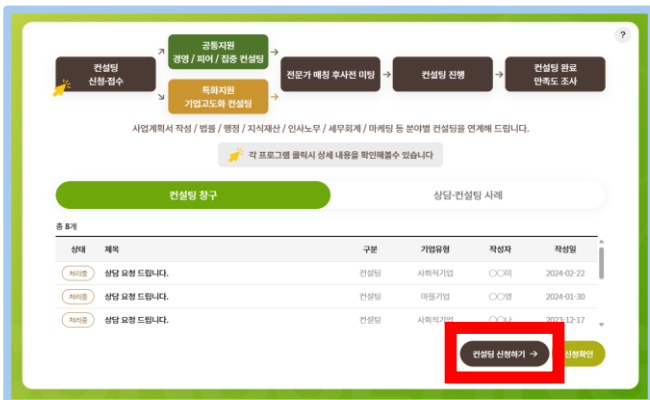 ?
컨설팅
신청·접수
공통지원
경영 / 피어 / 집중 컨설팅
특화지원
기업고도화 컨설팅
전문가 매칭 후사전 미팅
컨설팅 진행
컨설팅 완료
만족도 조사
사업계획서 작성 / 법률 / 행정 / 지식재산 / 인사노무 / 세무회계 / 마케팅 등 분야별 컨설팅을 연계해 드립니다.
각 프로그램 클릭시 상세 내용을 확인해볼수 있습니다
컨설팅 창구 상담·컨설팅 사례
총 8개
상태 제목 구분 기업유형 작성자 작성일
처리중 상담 요청 드립니다. 컨설팅 사회적기업 ○○미 2024-02-22
처리중 상담 요청 드립니다. 컨설팅 마을기업 ○○영 2024-01-30
처리중 상담 요청 드립니다. 컨설팅 사회적기업 ○○나 2023-12-17
컨설팅 신청하기 → 신청확인